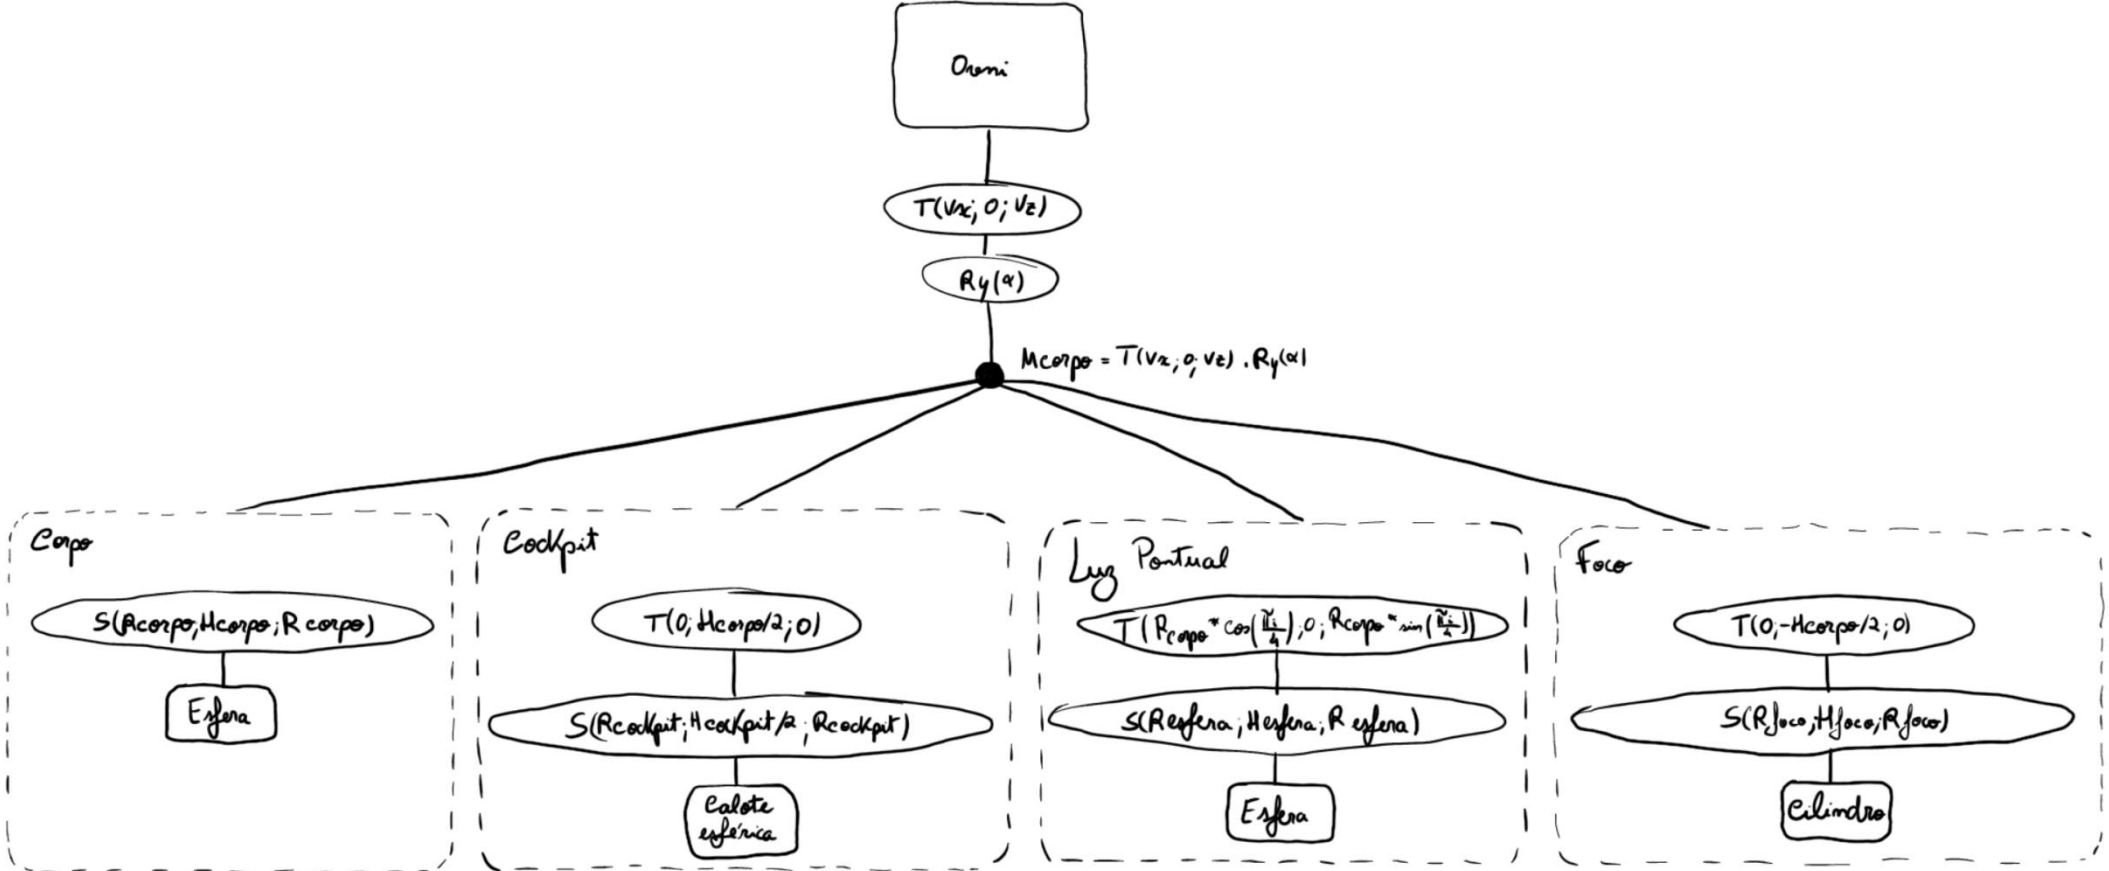 Ovni
T(Vx; 0; Vz)
Ry(α)
Mcorpo = T(Vx; 0; Vz) . Ry(α)
Corpo
S(Rcorpo; Hcorpo; Rcorpo)
Esfera
Cockpit
T(0; Hcorpo/2; 0)
S(Rcockpit; Hcockpit/2; Rcockpit)
Calote
esférica
Luz Pontual
T(Rcorpo * cos(πi/4); 0; Rcorpo * sin(πi/4))
S(Resfera; Hesfera; Resfera)
Esfera
Foco
T(0; -Hcorpo/2; 0)
S(Rfoco; Hfoco; Rfoco)
Cilindro